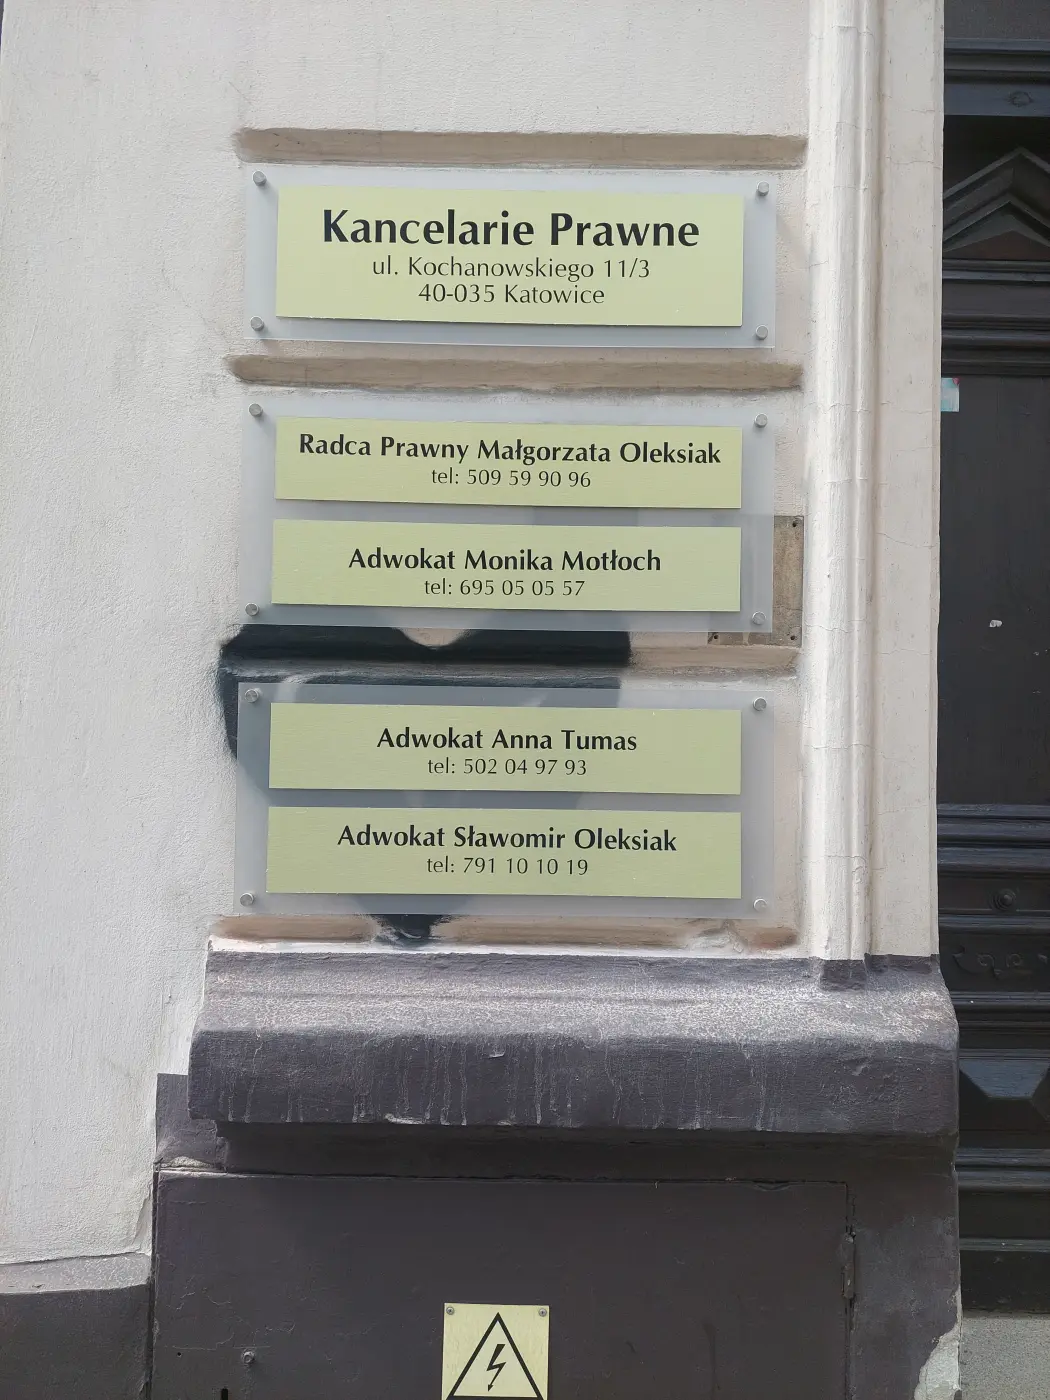 Kancelarie Prawne
ul. Kochanowskiego 11/3
40-035 Katowice
Radca Prawny Małgorzata Oleksiak
tel: 509 59 90 96
Adwokat Monika Motłoch
tel: 695 05 05 57
Adwokat Anna Tumas
tel: 502 04 97 93
Adwokat Sławomir Oleksiak
tel: 791 10 10 19